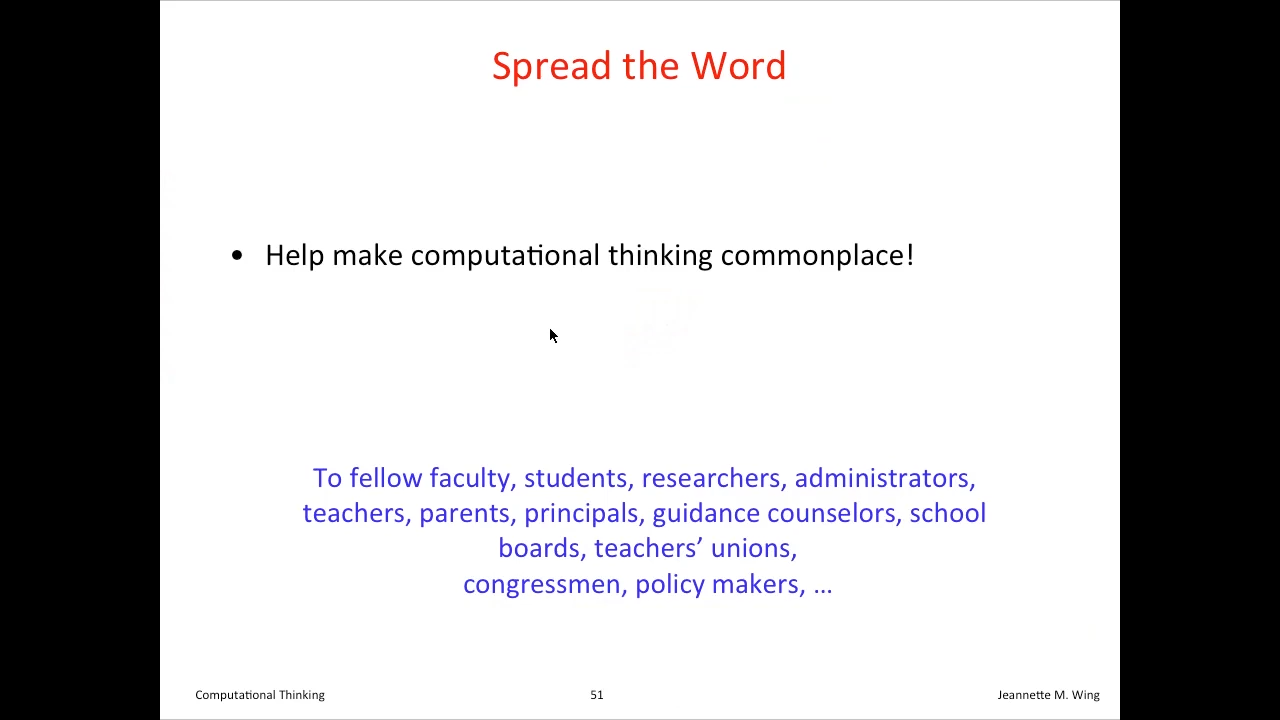 Spread the Word
• Help make computational thinking commonplace!
To fellow faculty, students, researchers, administrators,
teachers, parents, principals, guidance counselors, school
boards, teachers’ unions,
congressmen, policy makers, …
Computational Thinking
51
Jeannette M. Wing